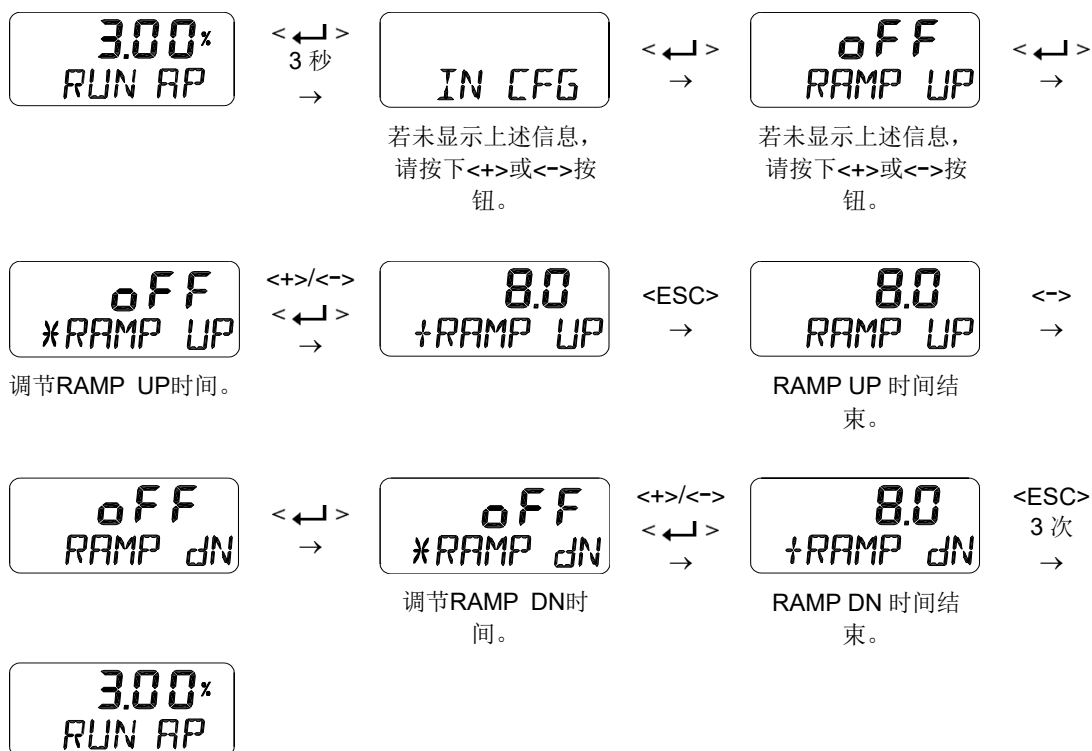 3.00%
RUN AP
< ↵ >
3 秒
→
IN CFG
若未显示上述信息，
请按下<+>或<->按
钮。
< ↵ >
→
oFF
RAMP UP
若未显示上述信息，
请按下<+>或<->按
钮。
< ↵ >
→
oFF
*RAMP UP
调节RAMP UP时间。
<+>/<->
< ↵ >
→
8.0
+RAMP UP
<ESC>
→
8.0
RAMP UP
RAMP UP 时间结
束。
<->
→
oFF
RAMP dN
< ↵ >
→
oFF
*RAMP dN
调节RAMP DN时
间。
<+>/<->
< ↵ >
→
8.0
+RAMP dN
RAMP DN 时间结
束。
<ESC>
3 次
→
3.00%
RUN AP